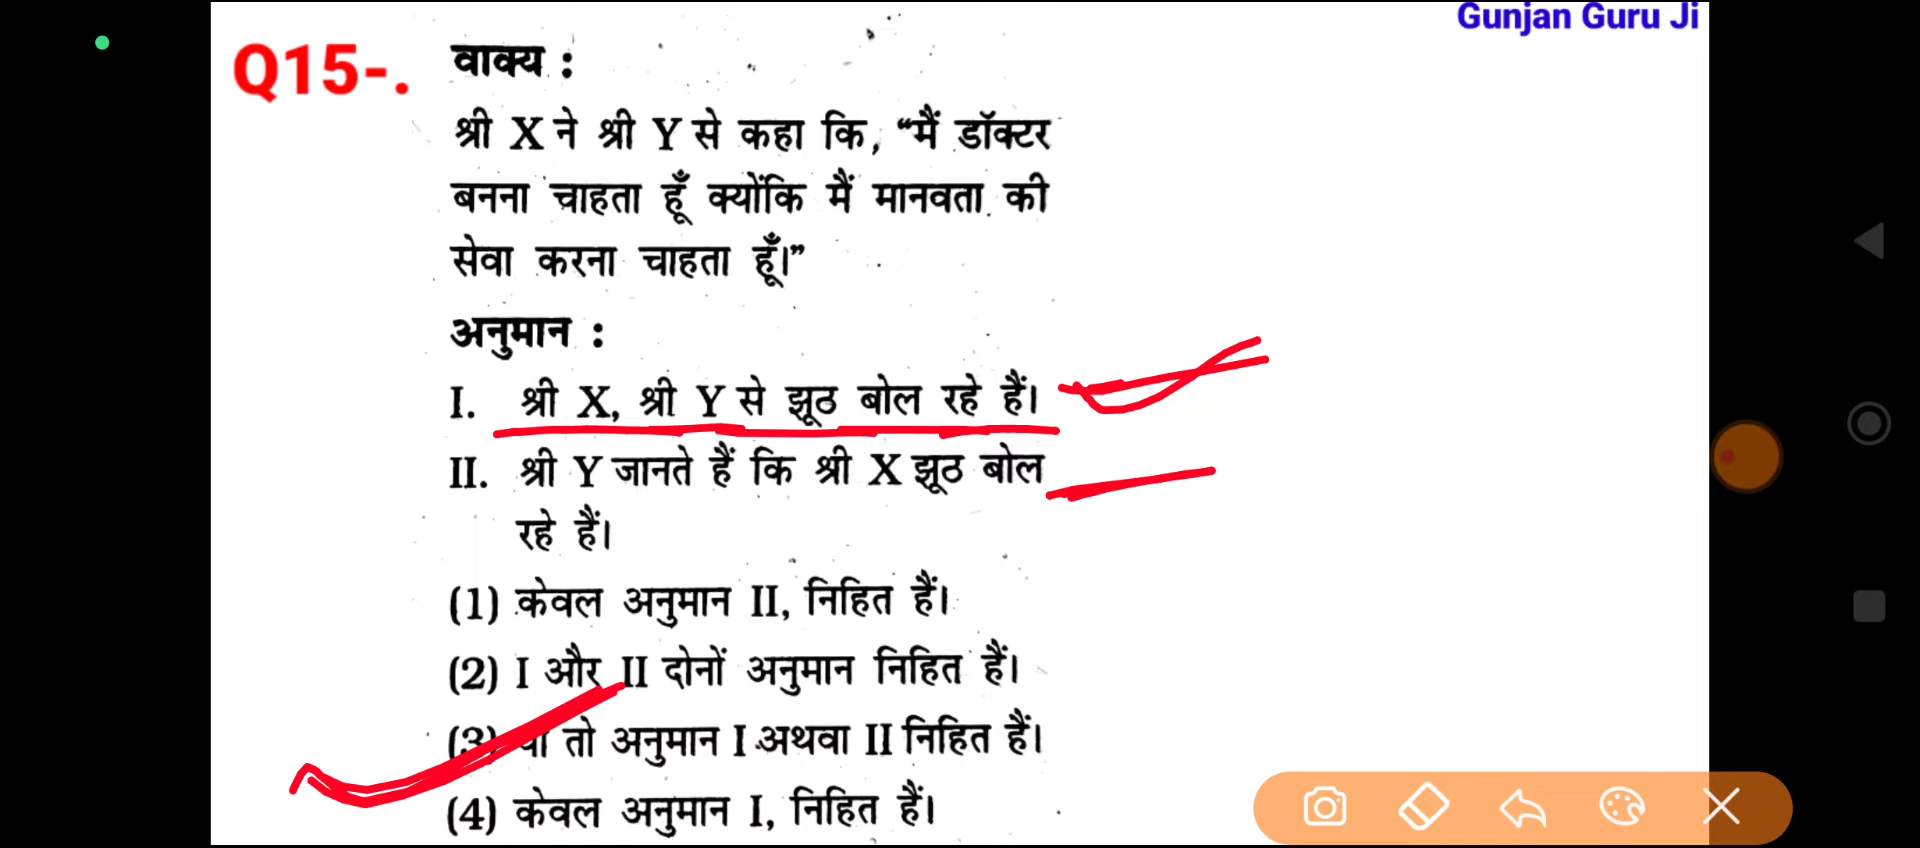 Gunjan Guru Ji
Q15-. वाक्य :
श्री X ने श्री Y से कहा कि, “मैं डॉक्टर
बनना चाहता हूँ क्योंकि मैं मानवता की
सेवा करना चाहता हूँ।”
अनुमान :
I. श्री X, श्री Y से झूठ बोल रहे हैं।
II. श्री Y जानते हैं कि श्री X झूठ बोल
रहे हैं।
(1) केवल अनुमान II, निहित हैं।
(2) I और II दोनों अनुमान निहित हैं।
(3) या तो अनुमान I अथवा II निहित हैं।
(4) केवल अनुमान I, निहित हैं।